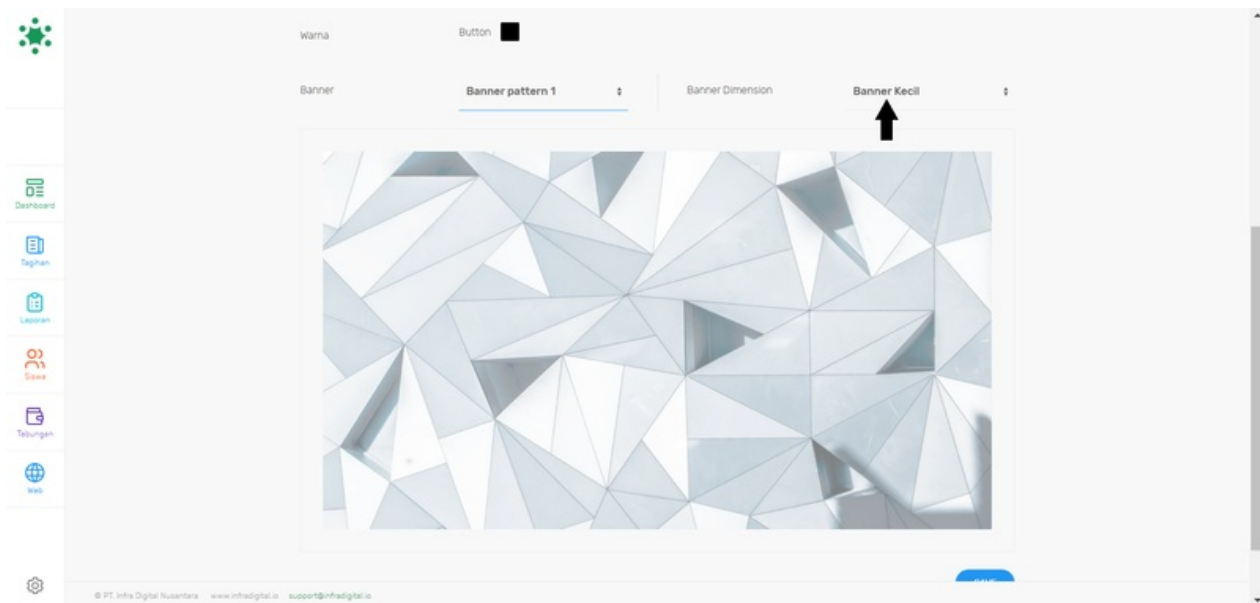 Warna
Button
Banner
Banner pattern 1
Banner Dimension
Banner Kecil
Dashboard
Tagihan
Laporan
Siswa
Tabungan
Web
SAVE
© PT. Infra Digital Nusantara www.infradigital.io support@infradigital.io